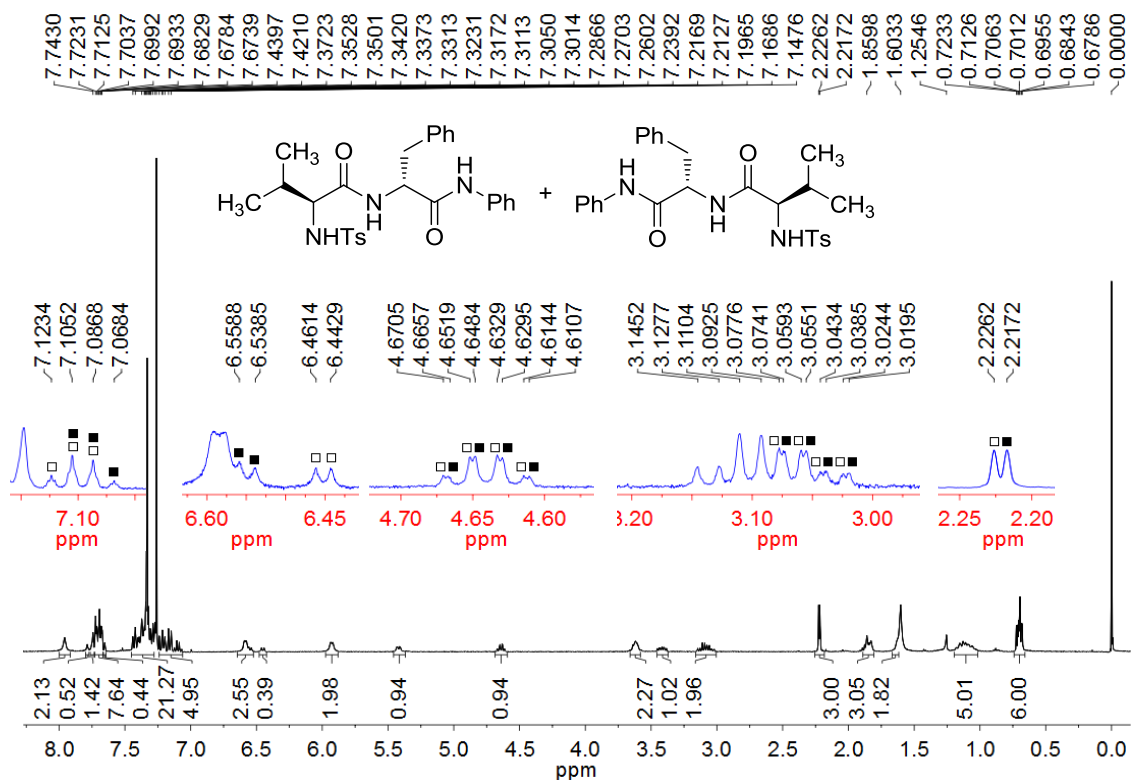 7.7430 7.7231 7.7125 7.7037 7.6992 7.6933 7.6829 7.6784 7.6739 7.4397 7.4210 7.3723 7.3528 7.3501 7.3420 7.3373 7.3313 7.3231 7.3172 7.3113 7.3050 7.3014 7.2866 7.2703 7.2602 7.2392 7.2169 7.2127 7.1965 7.1686 7.1476 2.2262 2.2172 1.8598 1.6033 1.2546 0.7233 0.7126 0.7063 0.7012 0.6955 0.6843 0.6786 0.0000
Ph Ph
CH3 O H O CH3
H3C N N Ph + Ph H N N CH3
H O O H
NHTs NHTs
7.1234 7.1052 7.0868 7.0684 6.5588 6.5385 6.4614 6.4429 4.6705 4.6657 4.6519 4.6484 4.6329 4.6295 4.6144 4.6107 3.1452 3.1277 3.1104 3.0925 3.0776 3.0741 3.0593 3.0551 3.0434 3.0385 3.0244 3.0195 2.2262 2.2172
7.10 6.60 6.45 4.70 4.65 4.60 3.20 3.10 3.00 2.25 2.20
ppm ppm ppm ppm ppm
2.13 0.52 1.42 7.64 0.44 21.27 4.95 2.55 0.39 1.98 0.94 0.94 2.27 1.02 1.96 3.00 3.05 1.82 5.01 6.00
8.0 7.5 7.0 6.5 6.0 5.5 5.0 4.5 4.0 3.5 3.0 2.5 2.0 1.5 1.0 0.5 0.0
ppm